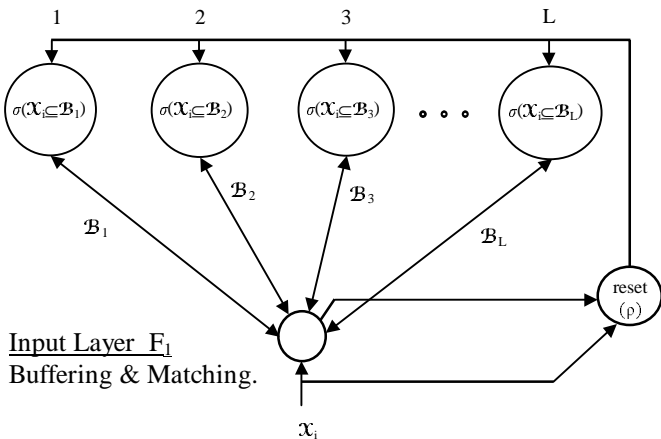 1 2 3 L
σ(𝔛ᵢ⊆ℬ₁) σ(𝔛ᵢ⊆ℬ₂) σ(𝔛ᵢ⊆ℬ₃) σ(𝔛ᵢ⊆ℬL)
ℬ₁ ℬ₂ ℬ₃ ℬL
reset
(ρ)
Input Layer F₁
Buffering & Matching.
𝔛ᵢ